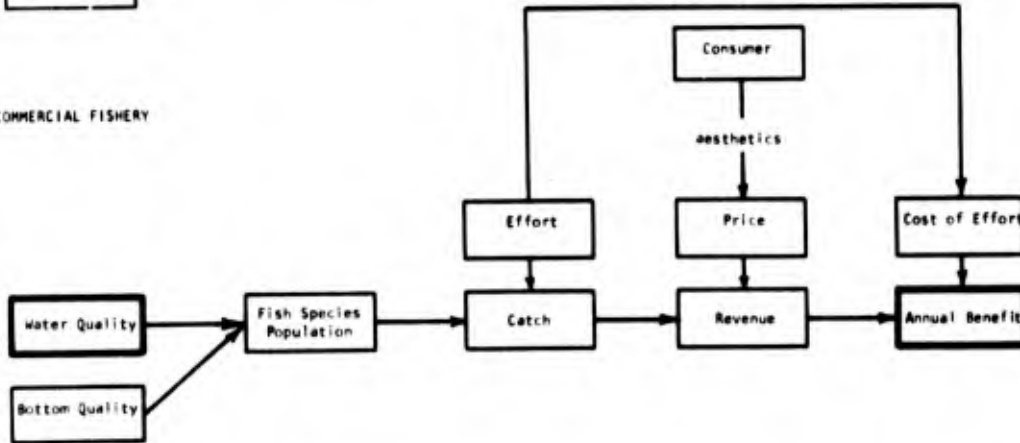 Consumer
COMMERCIAL FISHERY
aesthetics
Effort
Price
Cost of Effort
Water Quality
Fish Species
Population
Catch
Revenue
Annual Benefit
Bottom Quality